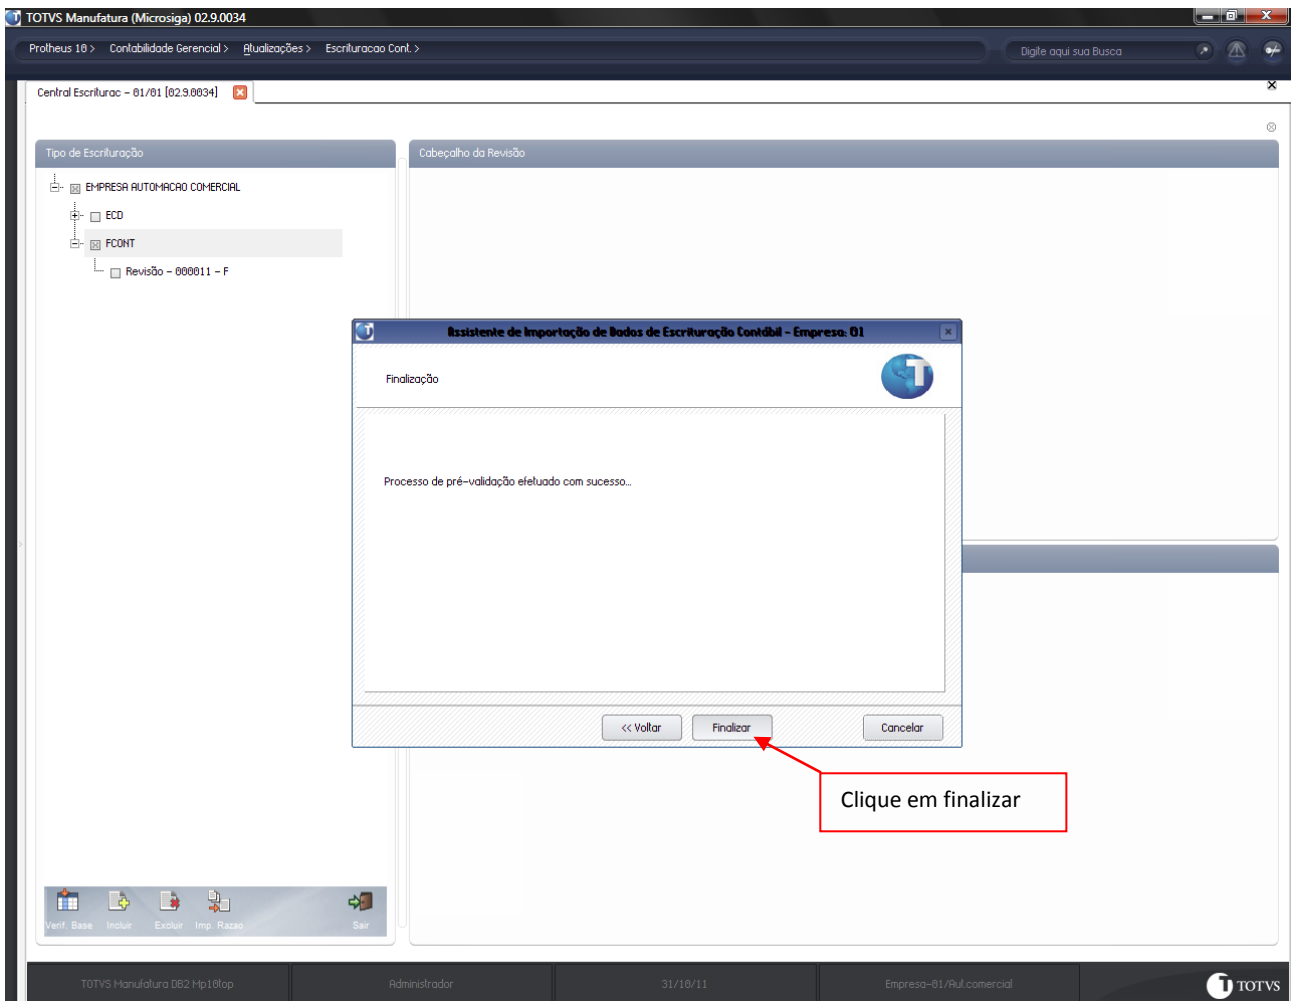 TOTVS Manufatura (Microsiga) 02.9.0034
Protheus 10 > Contabilidade Gerencial > Atualizações > Escrituracao Cont. >
Digite aqui sua Busca
Central Escriturac - 01/01 [02.9.0034]
Tipo de Escrituração
Cabeçalho da Revisão
EMPRESA AUTOMACAO COMERCIAL
ECD
FCONT
Revisão - 000011 - F
Assistente de Importação de Dados de Escrituração Contábil - Empresa: 01
Finalização
Processo de pré-validação efetuado com sucesso...
<< Voltar
Finalizar
Cancelar
Clique em finalizar
Verif. Base
Incluir
Excluir
Imp. Razao
Sair
TOTVS Manufatura DB2 Mp10top
Administrador
31/10/11
Empresa-01/Aut.comercial
TOTVS